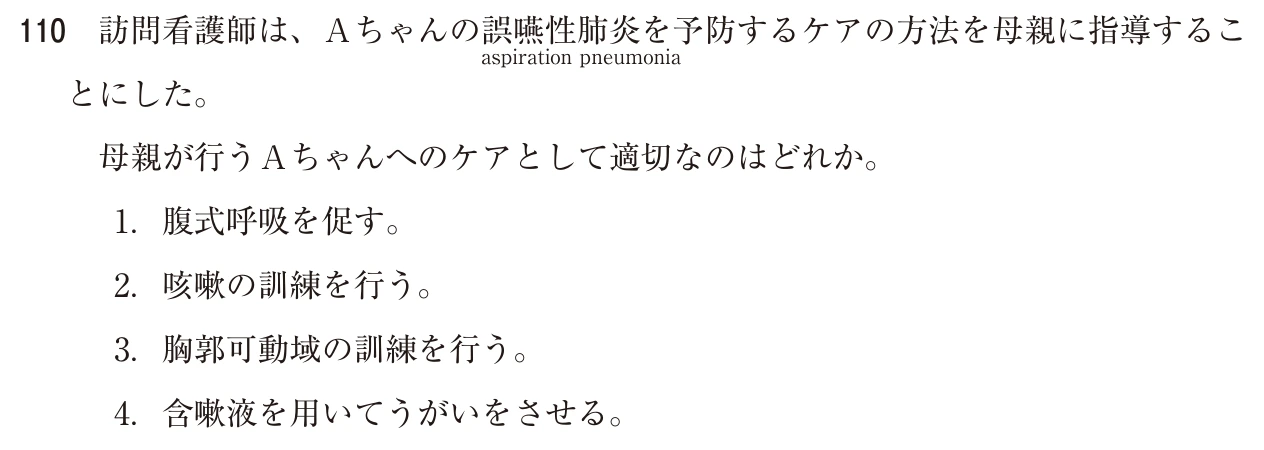 110 訪問看護師は、Aちゃんの誤嚥性肺炎を予防するケアの方法を母親に指導するこ
aspiration pneumonia
とにした。
母親が行うAちゃんへのケアとして適切なのはどれか。
1. 腹式呼吸を促す。
2. 咳嗽の訓練を行う。
3. 胸郭可動域の訓練を行う。
4. 含嗽液を用いてうがいをさせる。